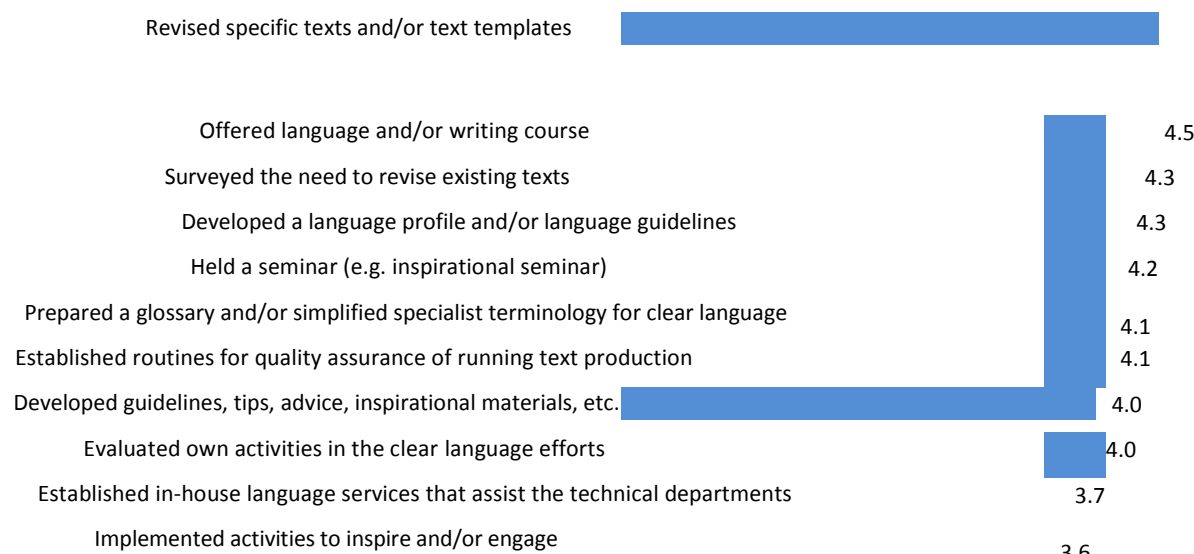 Revised specific texts and/or text templates
Offered language and/or writing course 4.5
Surveyed the need to revise existing texts 4.3
Developed a language profile and/or language guidelines 4.3
Held a seminar (e.g. inspirational seminar) 4.2
Prepared a glossary and/or simplified specialist terminology for clear language 4.1
Established routines for quality assurance of running text production 4.1
Developed guidelines, tips, advice, inspirational materials, etc. 4.0
Evaluated own activities in the clear language efforts 4.0
Established in-house language services that assist the technical departments 3.7
Implemented activities to inspire and/or engage 3.6